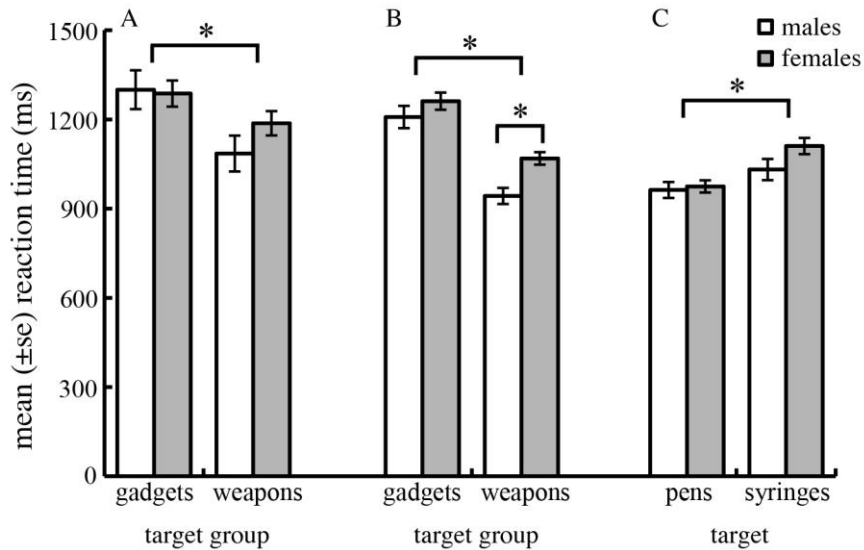 A
B
C
males
females
*
*
*
*
mean (±se) reaction time (ms)
1500
1200
900
600
300
0
gadgets weapons
gadgets weapons
pens syringes
target group
target group
target